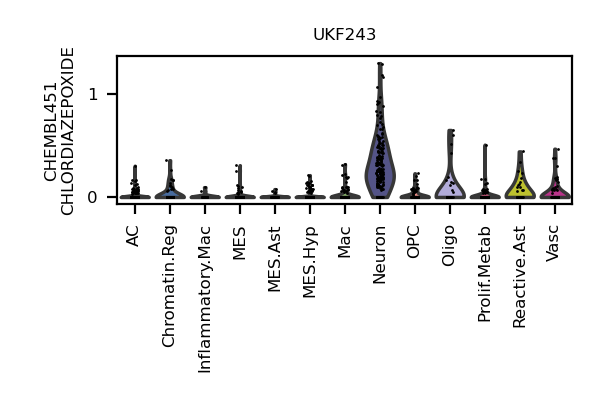 UKF243
CHEMBL451
CHLORDIAZEPOXIDE
1
0
AC
Chromatin.Reg
Inflammatory.Mac
MES
MES.Ast
MES.Hyp
Mac
Neuron
OPC
Oligo
Prolif.Metab
Reactive.Ast
Vasc